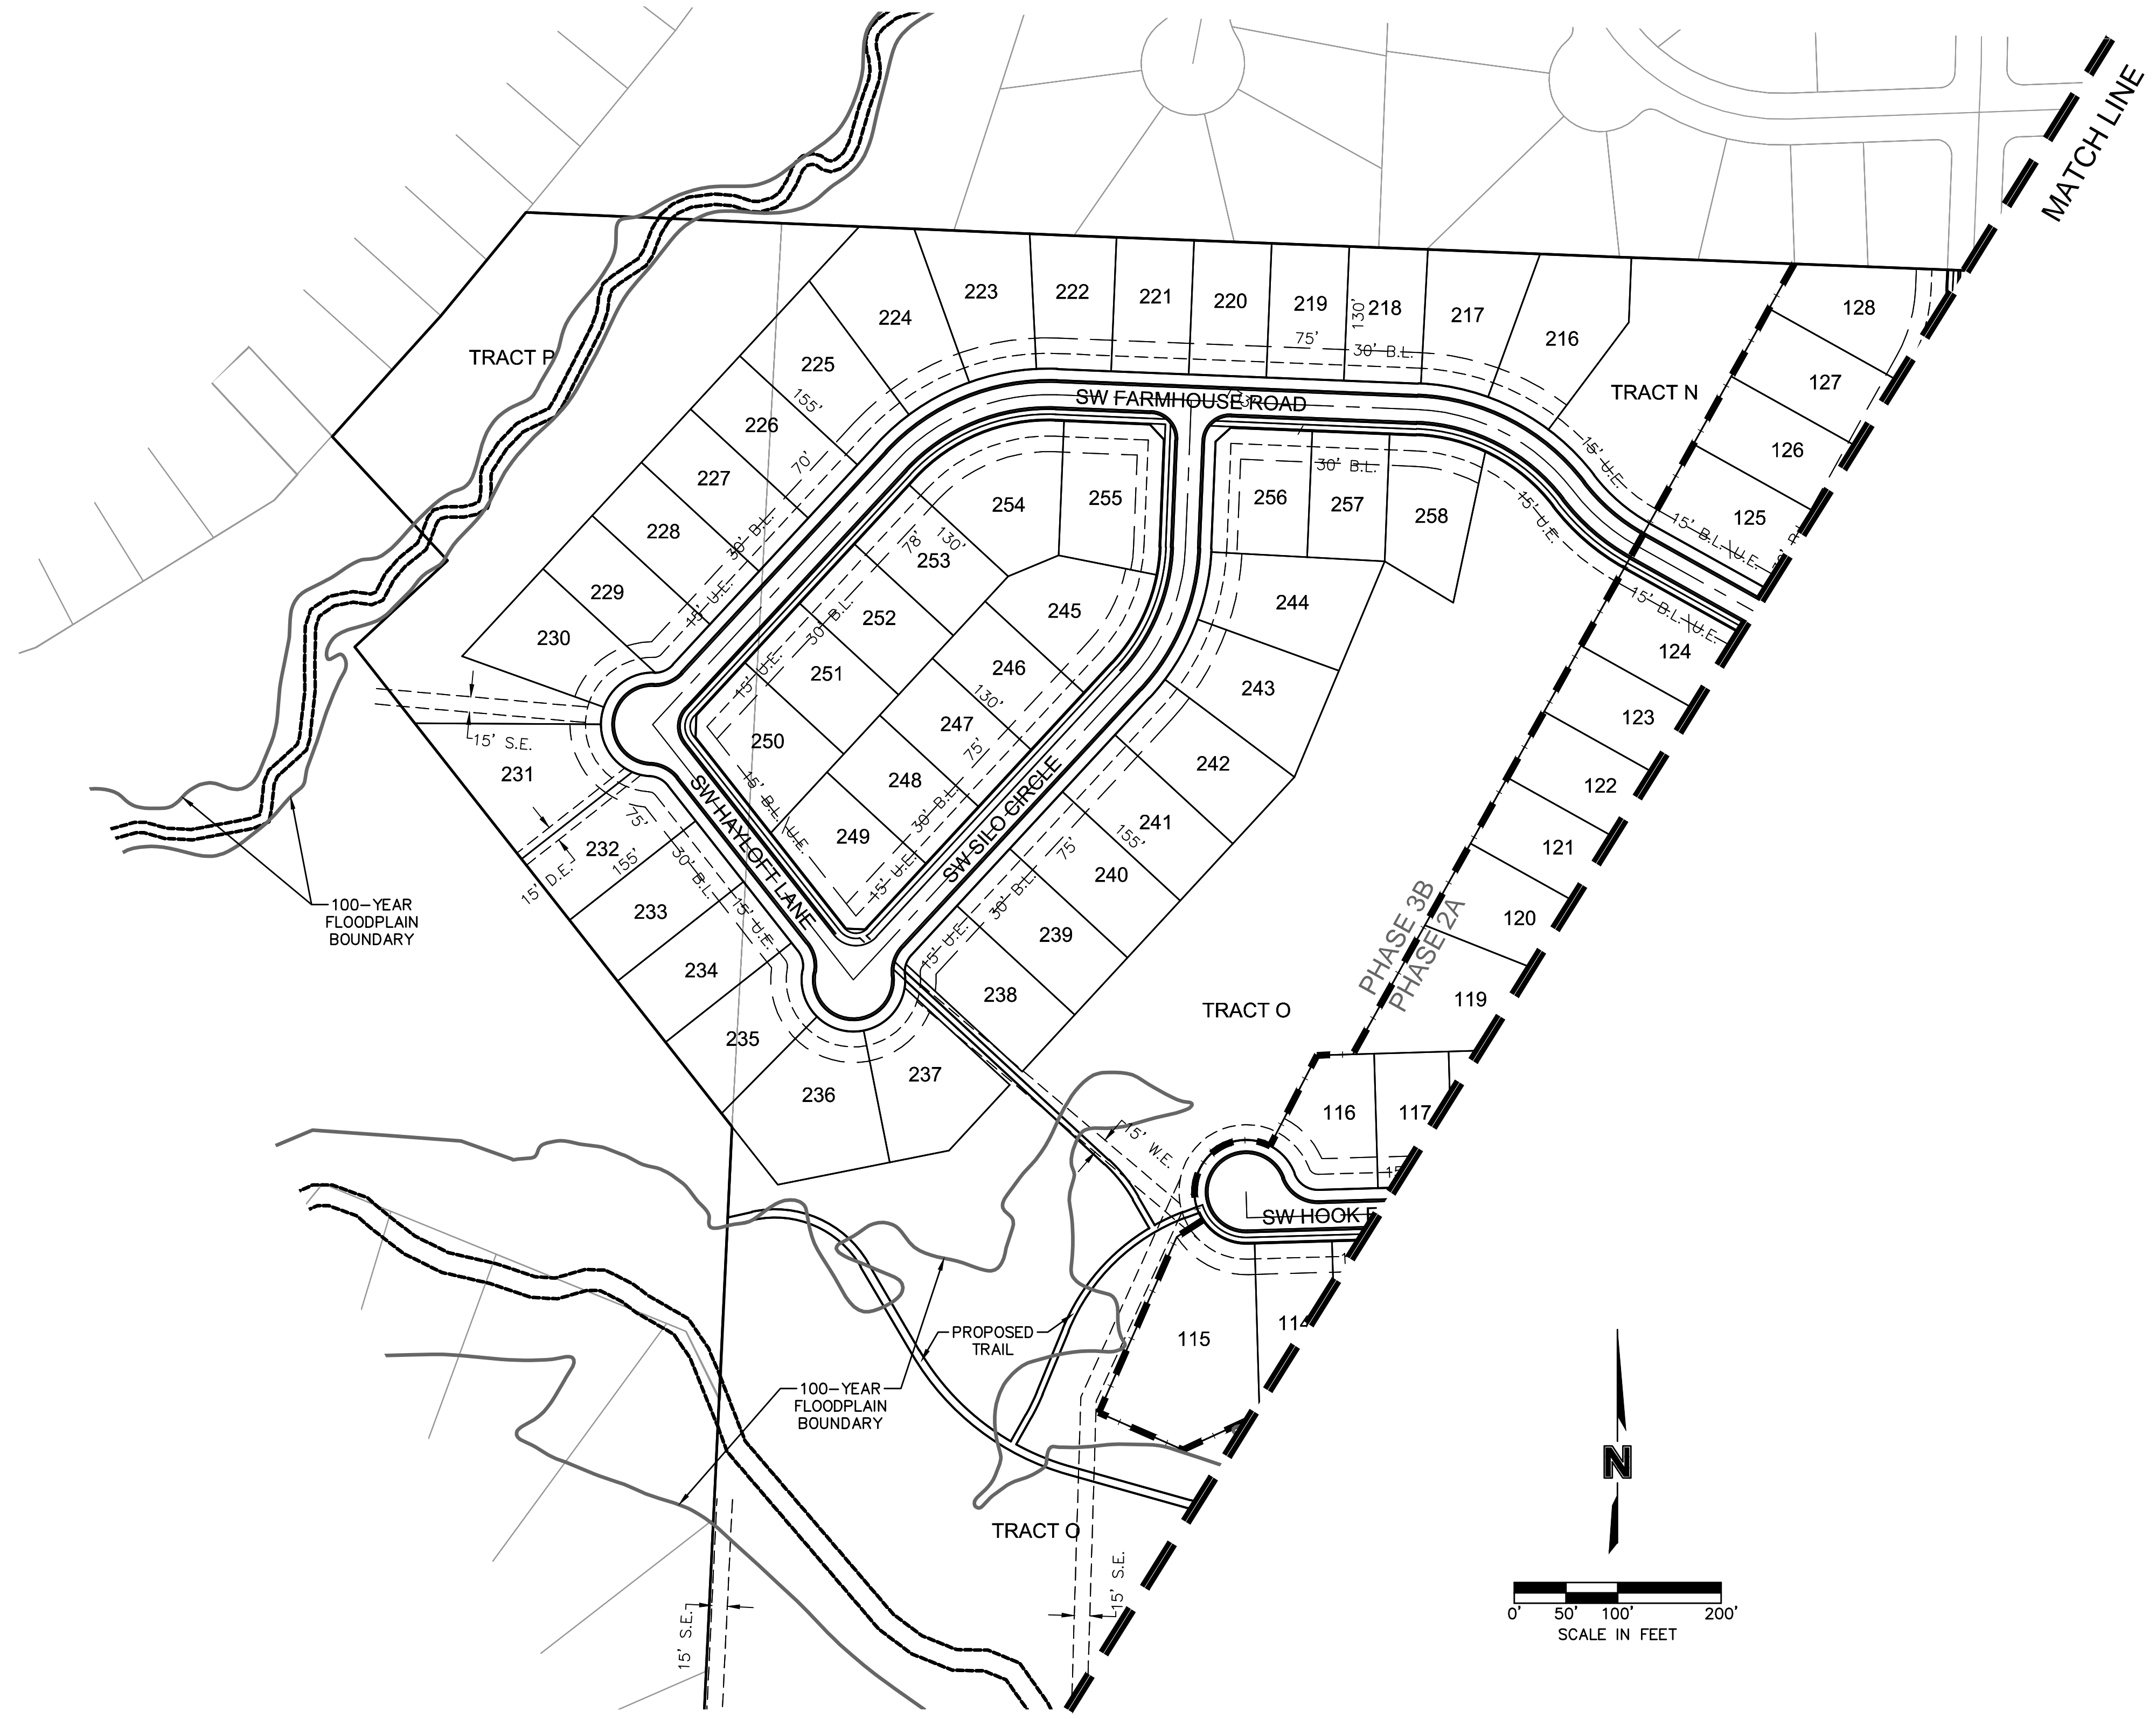 MATCH LINE
128
223
222
221
220
219
130'
218
217
224
216
75'
30' B.L.
TRACT P
225
TRACT N
127
155'
SW FARMHOUSE ROAD
226
70'
15' U.E.
126
227
30' B.L.
254
255
256
257
258
15' U.E.
125
15' B.L. \U.E.
228
30' B.L.
78'
130'
253
229
15' U.E.
30' B.L.
252
245
244
15' B.L. \U.E.
230
124
15' U.E.
251
246
130'
243
123
15' S.E.
250
247
75'
242
122
231
15' B.L. \U.E.
248
SW HAYLOFT LANE
75'
30' B.L.
SW SILO CIRCLE
241
155'
249
75'
121
232
155'
30' B.L.
15' U.E.
240
30' B.L.
15' D.E.
233
15' U.E.
239
15' U.E.
PHASE 3B
PHASE 2A
120
100-YEAR
FLOODPLAIN
BOUNDARY
234
238
119
TRACT O
235
237
236
116
117
15' W.E.
SW HOOK
115
114
PROPOSED
TRAIL
100-YEAR
FLOODPLAIN
BOUNDARY
N
TRACT O
15' S.E.
15' S.E.
0' 50' 100' 200'
SCALE IN FEET